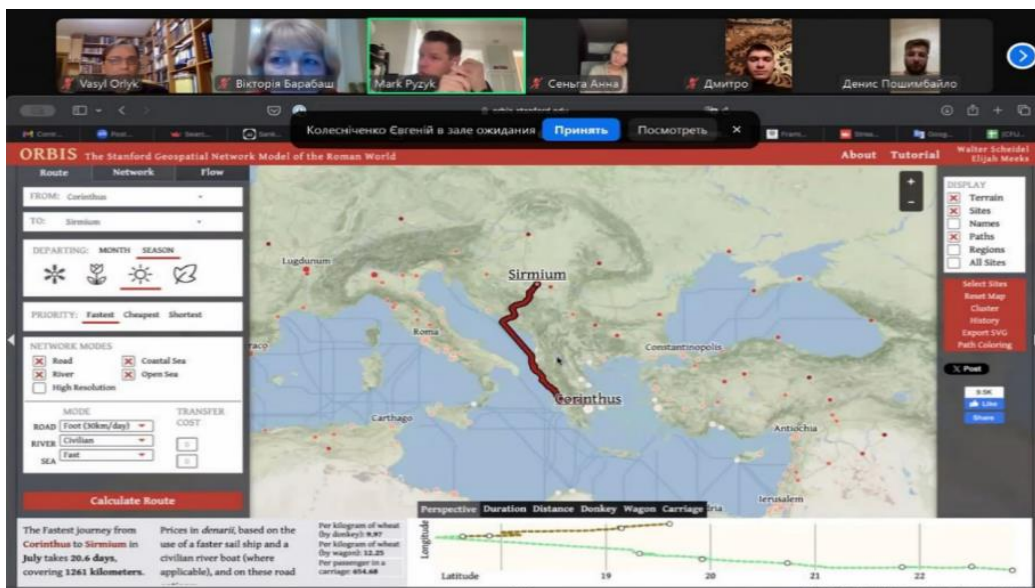 Vasyl Orlyk
Вікторія Барабаш
Mark Pyzyk
Сеньга Анна
Дмитро
Денис Пошимбайло
Колесніченко Євгеній в зале ожидания Принять Посмотреть ×
ORBIS The Stanford Geospatial Network Model of the Roman World
About Tutorial
Walter Scheidel
Elijah Meeks
Route Network Flow
FROM: Corinthus
TO: Sirmium
DEPARTING: MONTH SEASON
PRIORITY: Fastest Cheapest Shortest
NETWORK MODES
Road Coastal Sea
River Open Sea
High Resolution
MODE TRANSFER COST
ROAD Foot (30km/day)
RIVER Civilian
SEA Fast
Calculate Route
Lugdunum
Sirmium
Roma
Constantinopolis
Corinthus
Carthago
Antiochia
Ierusalem
+
-
DISPLAY
Terrain
Sites
Names
Paths
Regions
All Sites
Select Sites
Reset Map
Cluster
History
Export SVG
Path Coloring
X Post
Like
Share
The Fastest journey from
Corinthus to Sirmium in
July takes 20.6 days,
covering 1261 kilometers.
Prices in denarii, based on the
use of a faster sail ship and a
civilian river boat (where
applicable), and on these road
Per kilogram of wheat
(by donkey): 9.97
Per kilogram of wheat
(by wagon): 12.25
Per passenger in a
carriage: 654.68
Perspective Duration Distance Donkey Wagon Carriage
Longitude
Latitude 19 20 21 22